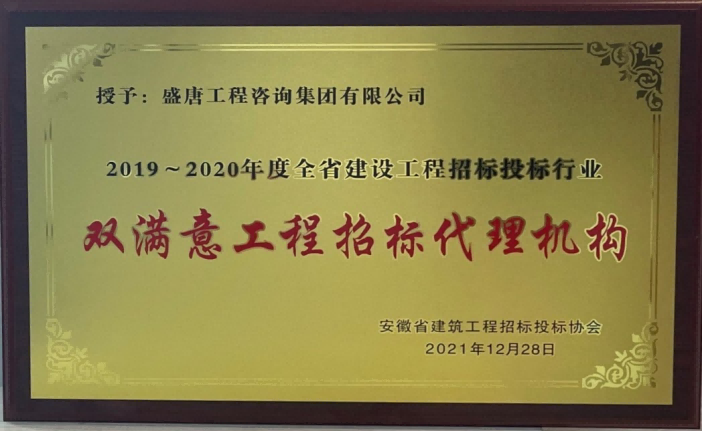 授予：盛唐工程咨询集团有限公司
2019～2020年度全省建设工程招标投标行业
双满意工程招标代理机构
安徽省建筑工程招标投标协会
2021年12月28日